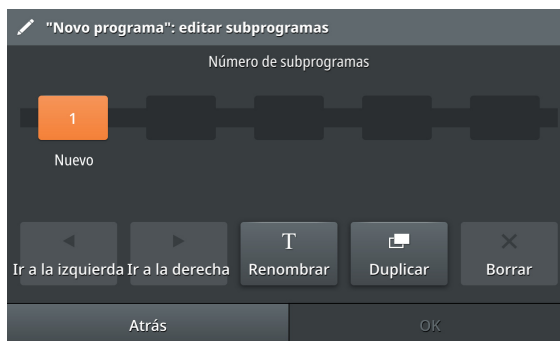 "Novo programa": editar subprogramas
Número de subprogramas
1
Nuevo
Ir a la izquierda Ir a la derecha Renombrar Duplicar Borrar
Atrás OK